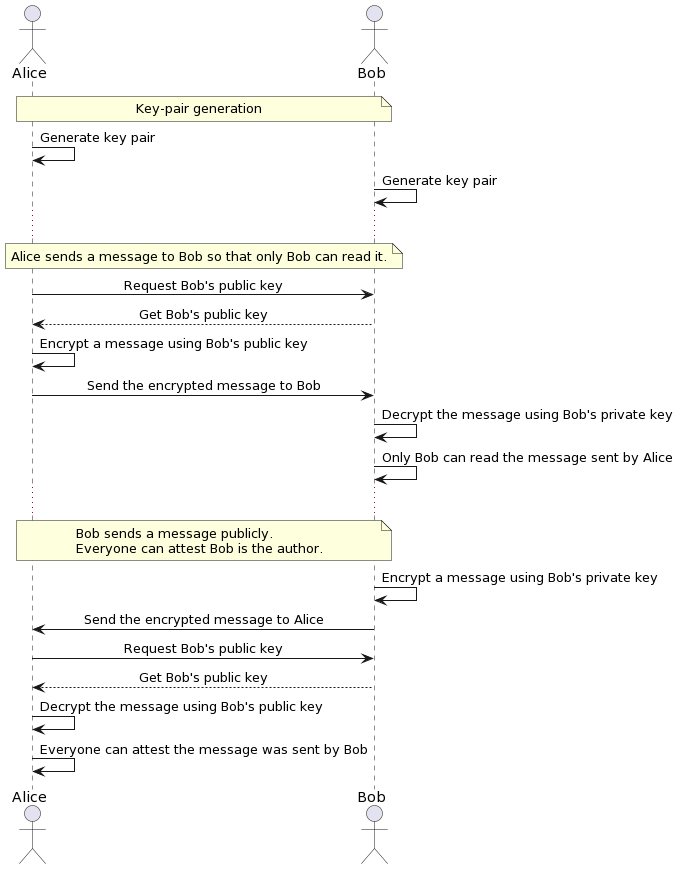 Alice
Bob
Key-pair generation
Generate key pair
Generate key pair
Alice sends a message to Bob so that only Bob can read it.
Request Bob's public key
Get Bob's public key
Encrypt a message using Bob's public key
Send the encrypted message to Bob
Decrypt the message using Bob's private key
Only Bob can read the message sent by Alice
Bob sends a message publicly.
Everyone can attest Bob is the author.
Encrypt a message using Bob's private key
Send the encrypted message to Alice
Request Bob's public key
Get Bob's public key
Decrypt the message using Bob's public key
Everyone can attest the message was sent by Bob
Alice
Bob